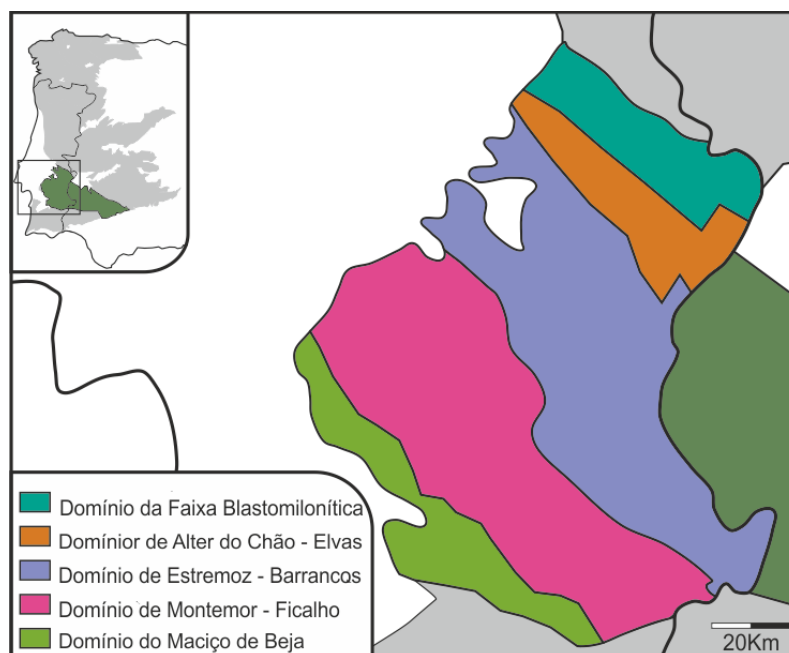 Domínio da Faixa Blastomilonítica
Domínior de Alter do Chão - Elvas
Domínio de Estremoz - Barrancos
Domínio de Montemor - Ficalho
Domínio do Maciço de Beja
20Km